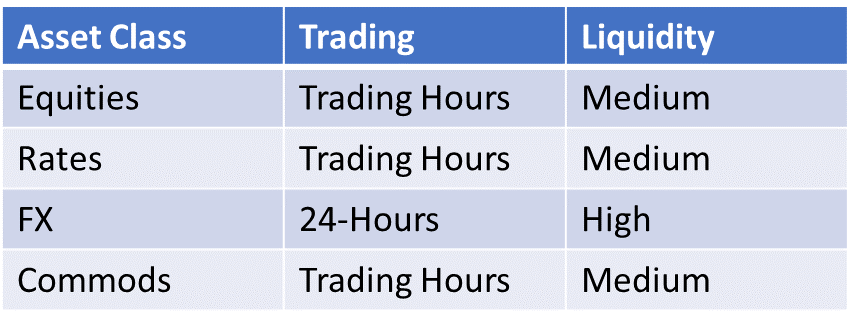 Asset Class Trading Liquidity
Equities Trading Hours Medium
Rates Trading Hours Medium
FX 24-Hours High
Commods Trading Hours Medium